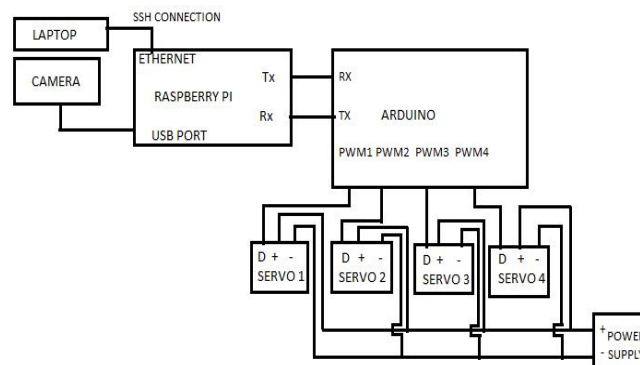 SSH CONNECTION
LAPTOP
ETHERNET
CAMERA
Tx
RX
RASPBERRY PI
Rx
TX
ARDUINO
USB PORT
PWM1 PWM2 PWM3 PWM4
D + -
SERVO 1
D + -
SERVO 2
D + -
SERVO 3
D + -
SERVO 4
+ POWER
- SUPPLY